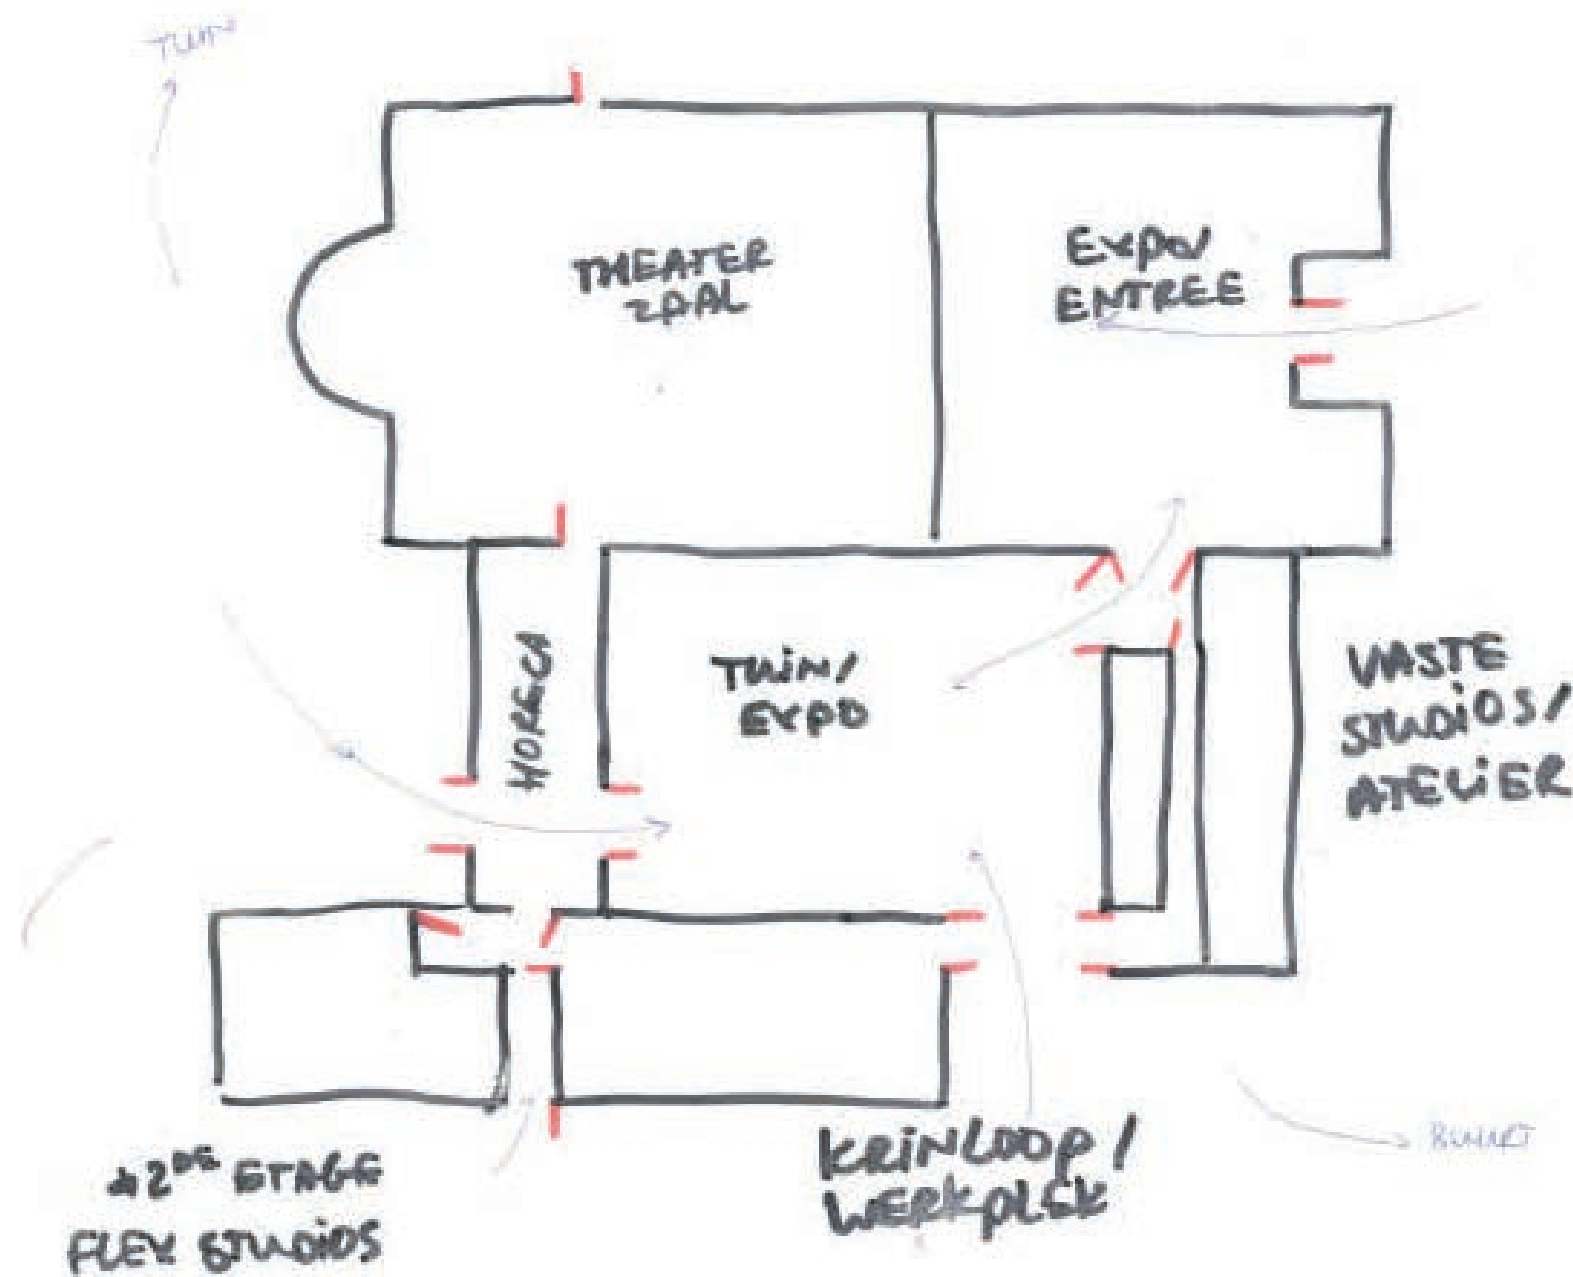 TUIN
THEATER
ZAAL
EXPO/
ENTREE
HORECA
TUIN/
EXPO
VASTE
STUDIOS/
ATELIER
BUURT
KRINLOOP/
WERKPLEK
+2DE ETAGE
FLEX STUDIOS